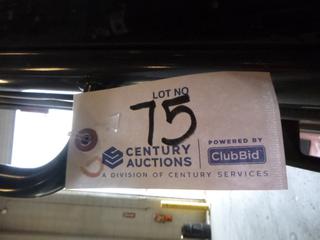 LOT NO
75
CENTURY AUCTIONS POWERED BY ClubBid
A DIVISION OF CENTURY SERVICES